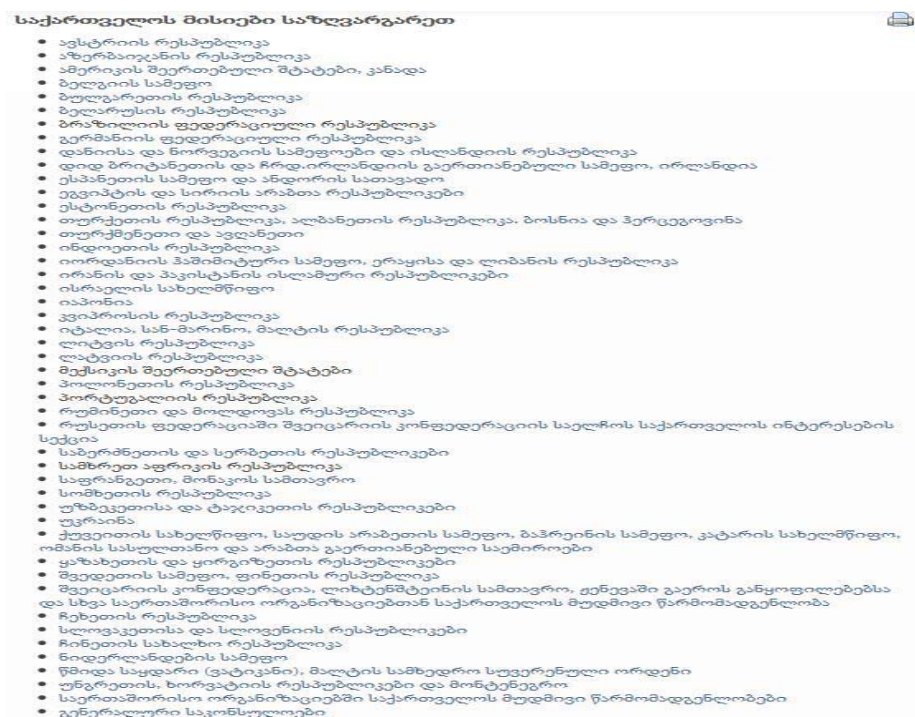 საქართველოს მისიები საზღვარგარეთ
ავსტრიის რესპუბლიკა
აზერბაიჯანის რესპუბლიკა
ამერიკის შეერთებული შტატები, კანადა
ბელგიის სამეფო
ბულგარეთის რესპუბლიკა
ბელარუსის რესპუბლიკა
ბრაზილიის ფედერაციული რესპუბლიკა
გერმანიის ფედერაციული რესპუბლიკა
დანიისა და ნორვეგიის სამეფოები და ისლანდიის რესპუბლიკა
დიდ ბრიტანეთის და ჩრდ.ირლანდიის გაერთიანებული სამეფო, ირლანდია
ესპანეთის სამეფო და ანდორის სათავადო
ეგვიპტის და სირიის არაბთა რესპუბლიკები
ესტონეთის რესპუბლიკა
თურქეთის რესპუბლიკა, ალბანეთის რესპუბლიკა, ბოსნია და ჰერცეგოვინა
თურქმენეთი და ავღანეთი
ინდოეთის რესპუბლიკა
იორდანიის ჰაშიმიტური სამეფო, ერაყისა და ლიბანის რესპუბლიკა
ირანის და პაკისტანის ისლამური რესპუბლიკები
ისრაელის სახელმწიფო
იაპონია
კვიპროსის რესპუბლიკა
იტალია, სან-მარინო, მალტის რესპუბლიკა
ლიტვის რესპუბლიკა
ლატვიის რესპუბლიკა
მექსიკის შეერთებული შტატები
პოლონეთის რესპუბლიკა
პორტუგალიის რესპუბლიკა
რუმინეთი და მოლდოვას რესპუბლიკა
რუსეთის ფედერაციაში შვეიცარიის კონფედერაციის საელჩოს საქართველოს ინტერესების
სექცია
საბერძნეთის და სერბეთის რესპუბლიკები
სამხრეთ აფრიკის რესპუბლიკა
საფრანგეთი, მონაკოს სამთავრო
სომხეთის რესპუბლიკა
უზბეკეთისა და ტაჯიკეთის რესპუბლიკები
უკრაინა
ქუვეითის სახელწიფო, საუდის არაბეთის სამეფო, ბაჰრეინის სამეფო, კატარის სახელმწიფო,
ომანის სასულთანო და არაბთა გაერთიანებული საემიროები
ყაზახეთის და ყირგიზეთის რესპუბლიკები
შვედეთის სამეფო, ფინეთის რესპუბლიკა
შვეიცარიის კონფედერაცია, ლიხტენშტეინის სამთავრო, ჟენევაში გაეროს განყოფილებებსა
და სხვა საერთაშორისო ორგანიზაციებთან საქართველოს მუდმივი წარმომადგენლობა
ჩეხეთის რესპუბლიკა
სლოვაკეთისა და სლოვენიის რესპუბლიკები
ჩინეთის სახალხო რესპუბლიკა
ნიდერლანდების სამეფო
წმიდა საყდარი (ვატიკანი), მალტის სამხედრო სუვერენული ორდენი
უნგრეთის, ხორვატიის რესპუბლიკები და მონტენეგრო
საერთაშორისო ორგანიზაციებში საქართველოს მუდმივი წარმომადგენლობები
გენერალური საკონსულოები